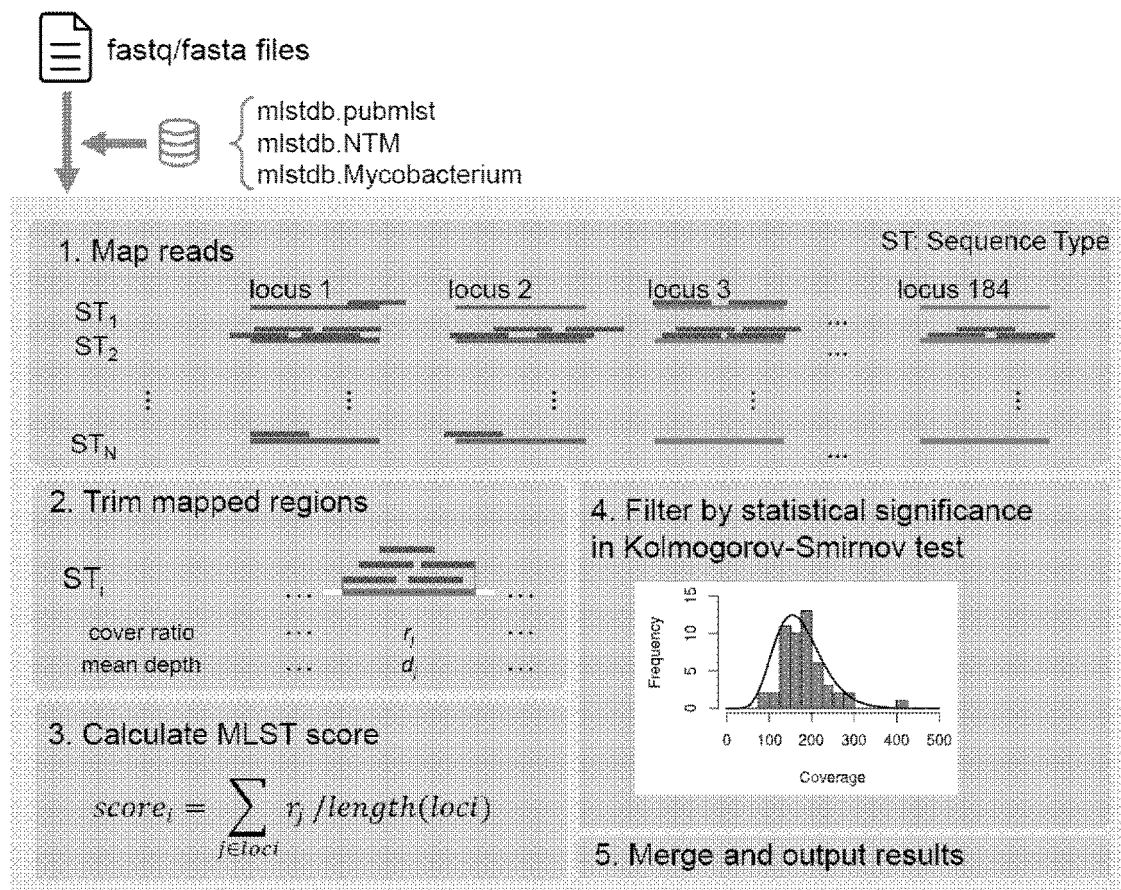 fastq/fasta files
mlstdb.pubmlst
mlstdb.NTM
mlstdb.Mycobacterium
1. Map reads
ST: Sequence Type
locus 1 locus 2 locus 3 locus 184
ST1 ...
ST2 ...
⋮ ⋮ ⋮ ⋮ ⋮
STN ...
2. Trim mapped regions
STi ... ...
cover ratio ... ri ...
mean depth ... di ...
3. Calculate MLST score
scorei = ∑j∈loci rj /length(loci)
4. Filter by statistical significance
in Kolmogorov-Smirnov test
Frequency
15
10
5
0
0 100 200 300 400 500
Coverage
5. Merge and output results